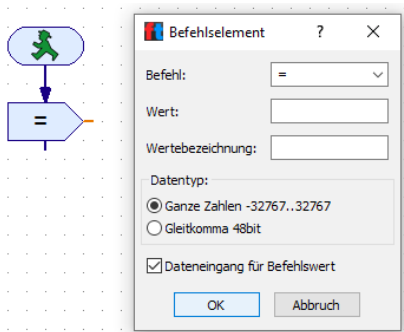 Befehlselement ? X
=
Befehl: =
Wert:
Wertebezeichnung:
Datentyp:
Ganze Zahlen -32767..32767
Gleitkomma 48bit
Dateneingang für Befehlswert
OK Abbruch